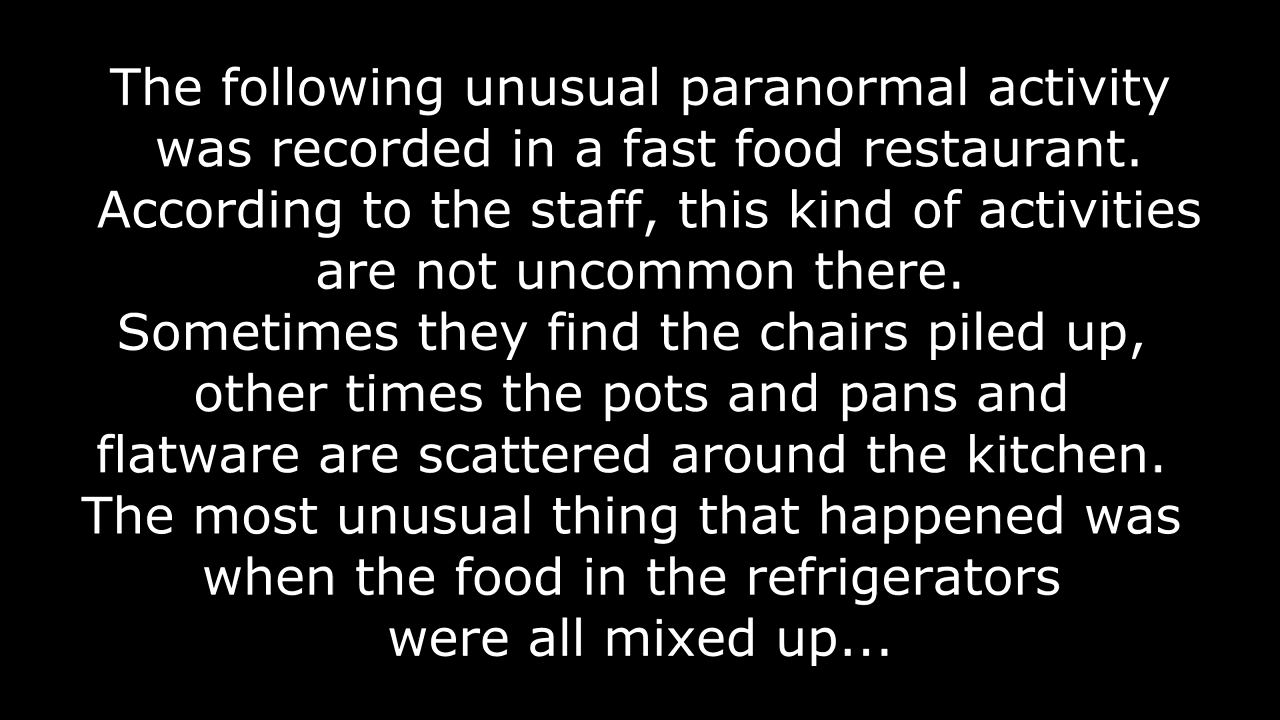 The following unusual paranormal activity
was recorded in a fast food restaurant.
According to the staff, this kind of activities
are not uncommon there.
Sometimes they find the chairs piled up,
other times the pots and pans and
flatware are scattered around the kitchen.
The most unusual thing that happened was
when the food in the refrigerators
were all mixed up...